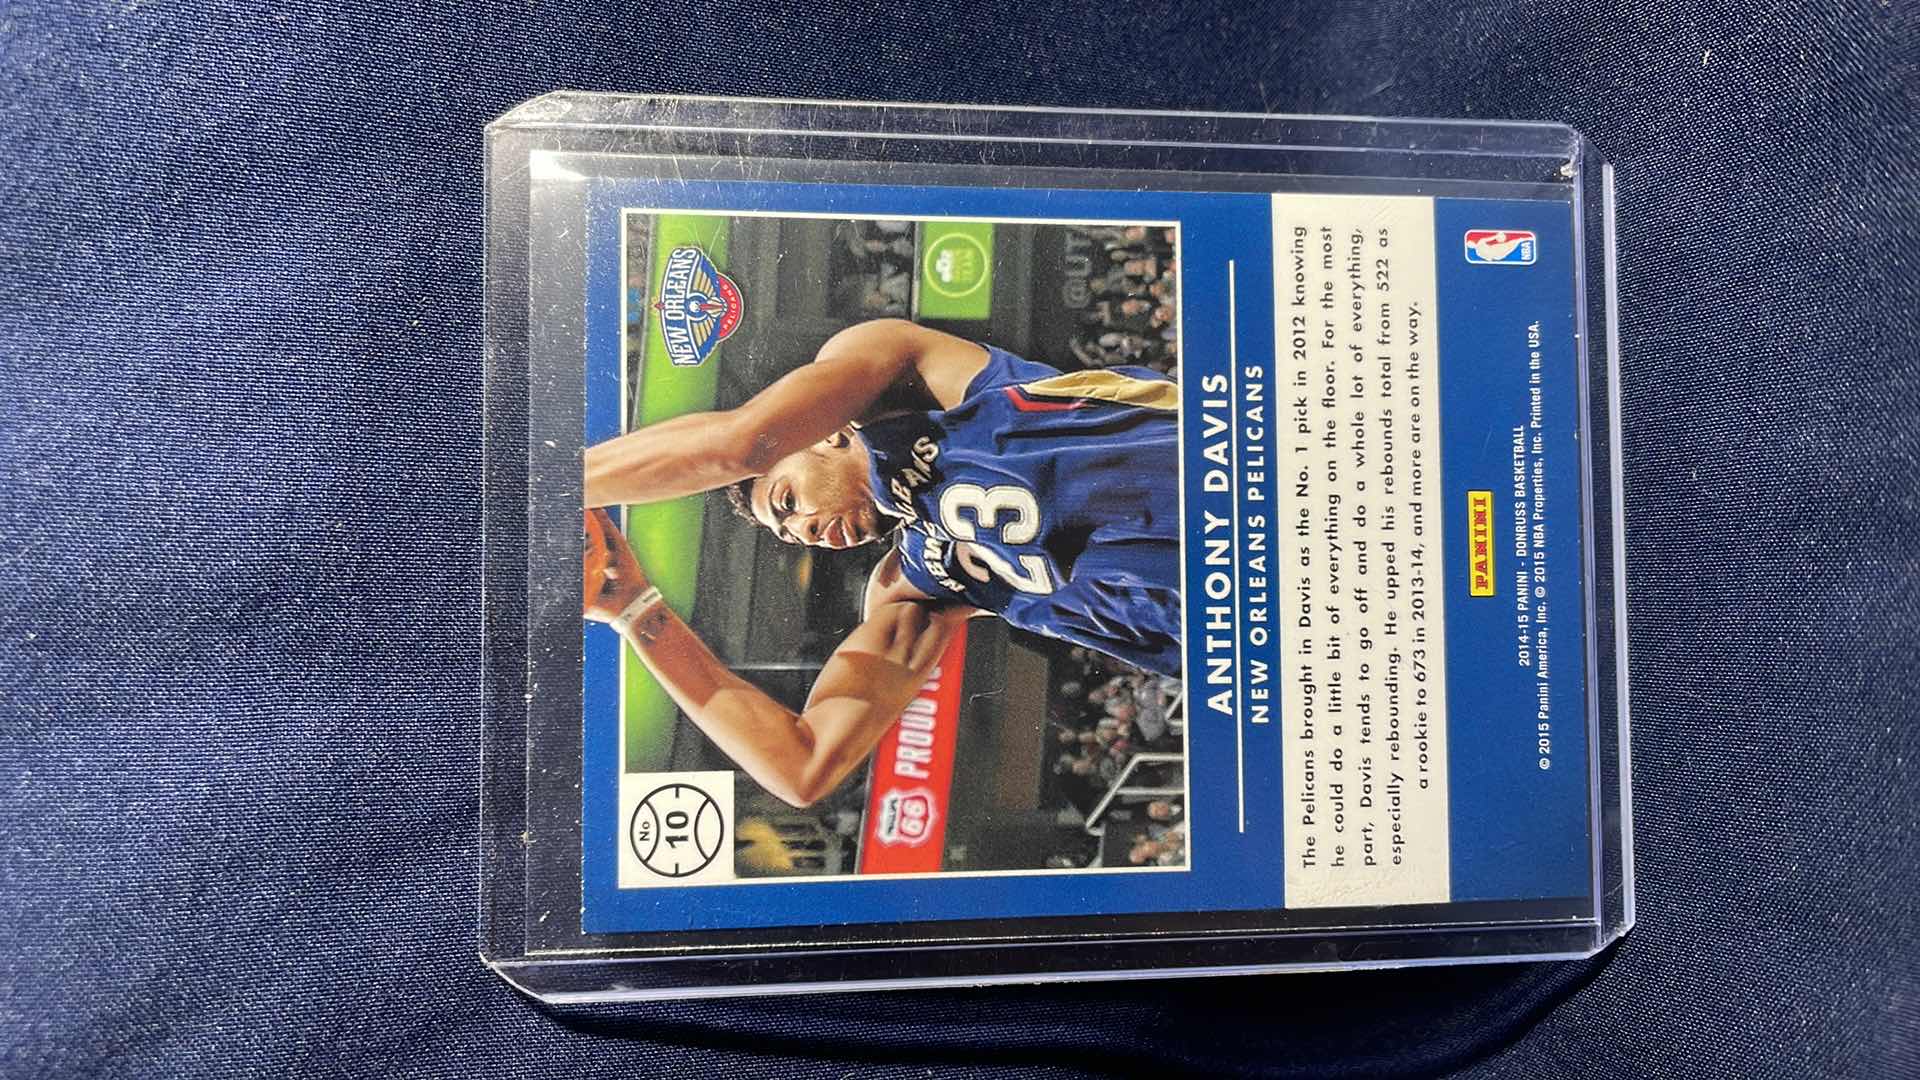 No
10
NEW ORLEANS
PELICANS
NEW
ORLEANS
23
66
PROUD TO
ANTHONY DAVIS
NEW ORLEANS PELICANS
The Pelicans brought in Davis as the No. 1 pick in 2012 knowing
he could do a little bit of everything on the floor. For the most
part, Davis tends to go off and do a whole lot of everything,
especially rebounding. He upped his rebounds total from 522 as
a rookie to 673 in 2013-14, and more are on the way.
PANINI
NBA
2014-15 PANINI - DONRUSS BASKETBALL
© 2015 Panini America, Inc. © 2015 NBA Properties, Inc. Printed in the USA.